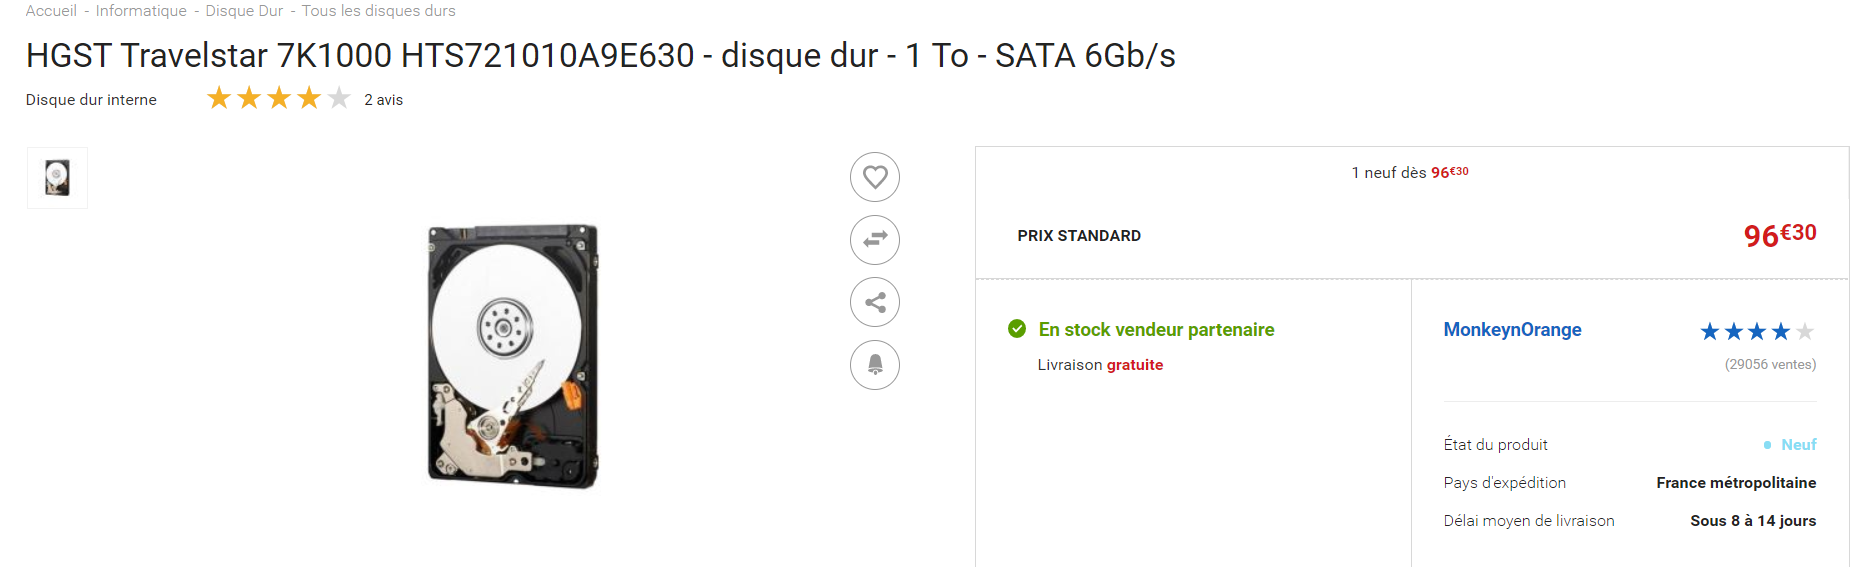 Accueil - Informatique - Disque Dur - Tous les disques durs
HGST Travelstar 7K1000 HTS721010A9E630 - disque dur - 1 To - SATA 6Gb/s
Disque dur interne 2 avis
1 neuf dès 96€30
PRIX STANDARD 96€30
En stock vendeur partenaire
Livraison gratuite
MonkeynOrange
(29056 ventes)
État du produit Neuf
Pays d'expédition France métropolitaine
Délai moyen de livraison Sous 8 à 14 jours